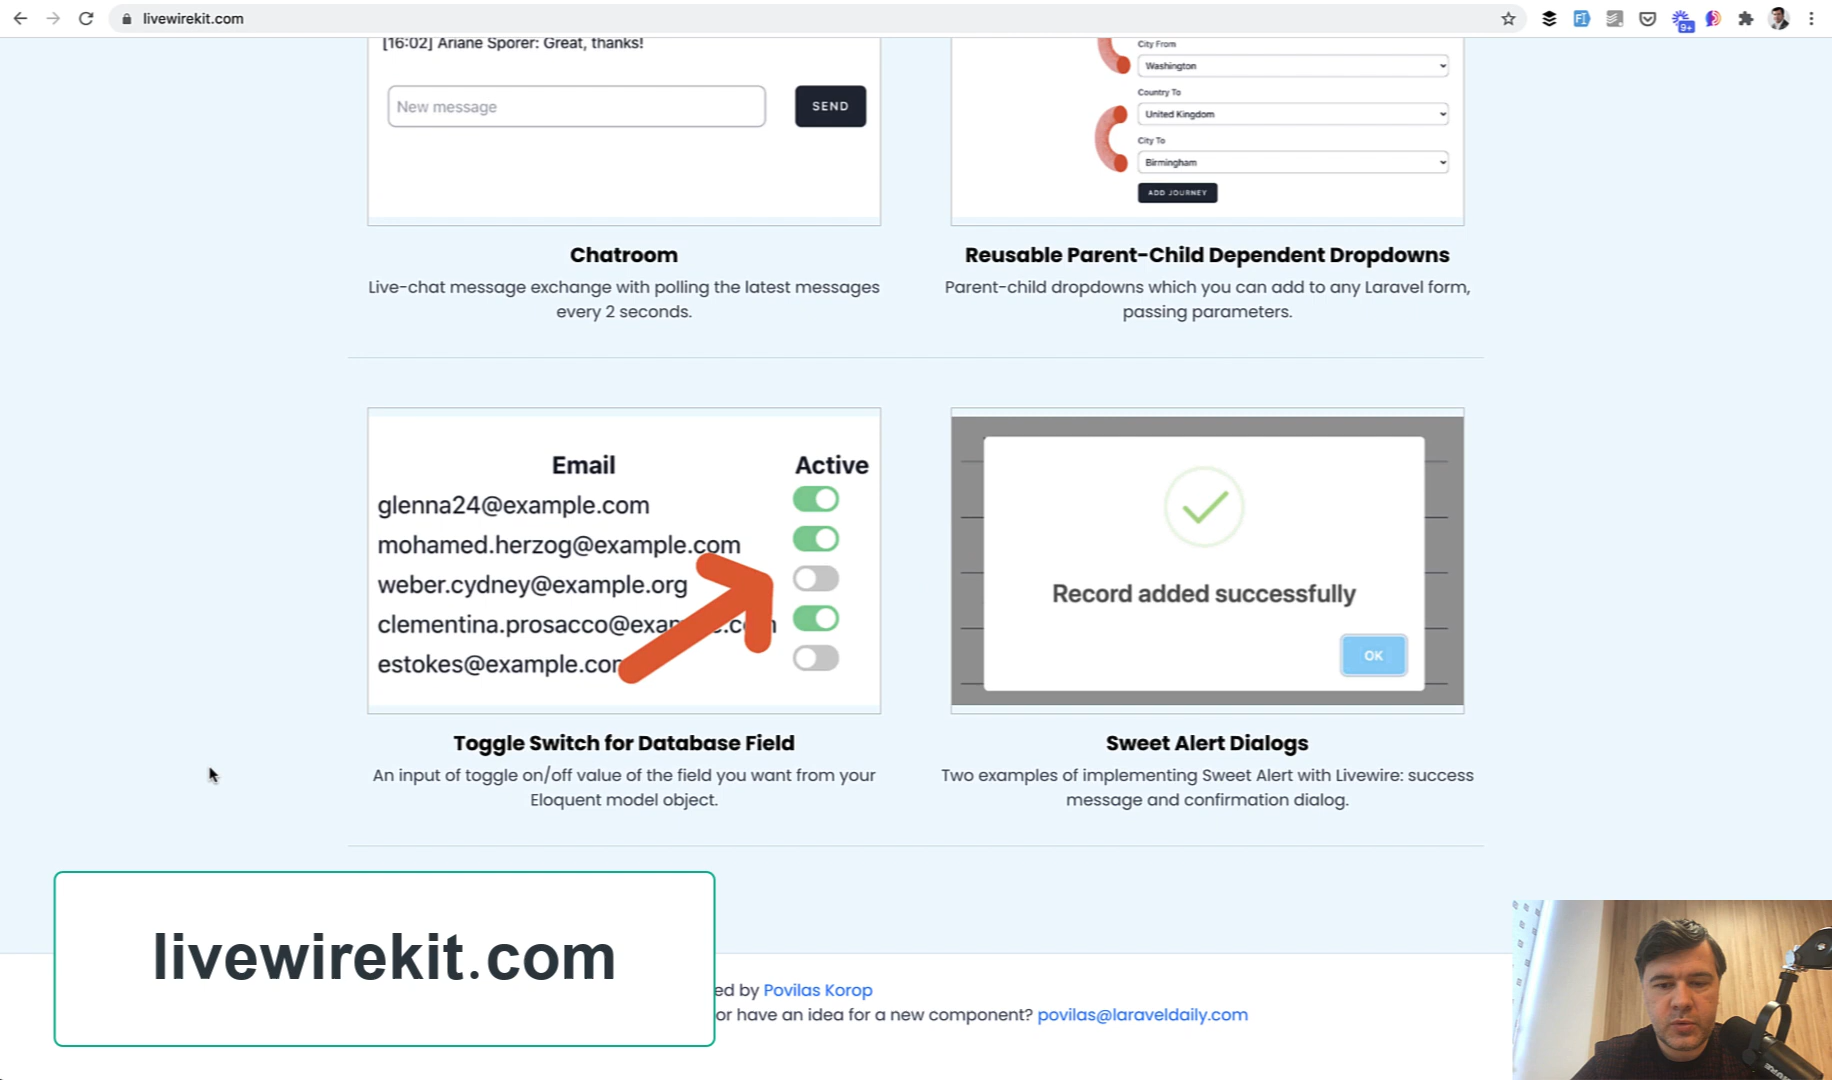 livewirekit.com
9+
[16:02] Ariane Sporer: Great, thanks!
New message
SEND
City From
Washington
Country To
United Kingdom
City To
Birmingham
ADD JOURNEY
Chatroom
Live-chat message exchange with polling the latest messages
every 2 seconds.
Reusable Parent-Child Dependent Dropdowns
Parent-child dropdowns which you can add to any Laravel form,
passing parameters.
Email
Active
glenna24@example.com
mohamed.herzog@example.com
weber.cydney@example.org
clementina.prosacco@example.com
estokes@example.com
Toggle Switch for Database Field
An input of toggle on/off value of the field you want from your
Eloquent model object.
Record added successfully
OK
Sweet Alert Dialogs
Two examples of implementing Sweet Alert with Livewire: success
message and confirmation dialog.
livewirekit.com
ed by Povilas Korop
or have an idea for a new component? povilas@laraveldaily.com